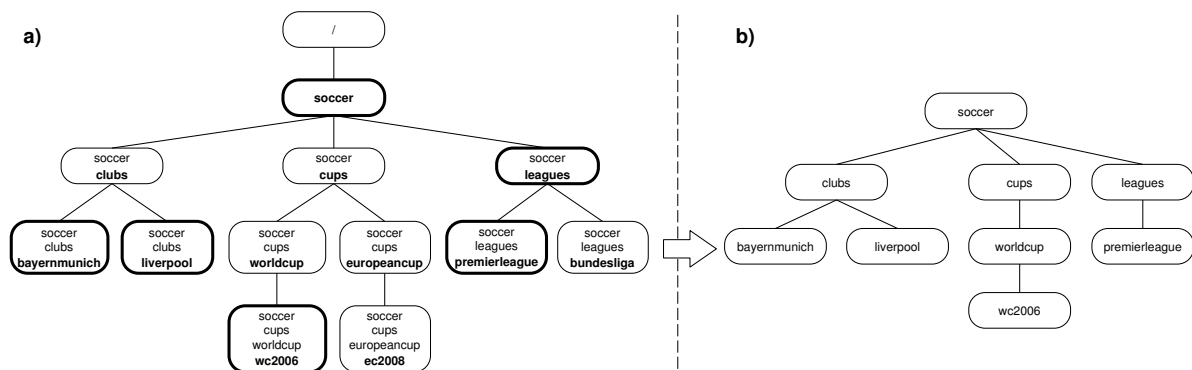 a)
/
soccer
soccer
clubs
soccer
cups
soccer
leagues
soccer
clubs
bayernmunich
soccer
clubs
liverpool
soccer
cups
worldcup
soccer
cups
europeancup
soccer
leagues
premierleague
soccer
leagues
bundesliga
soccer
cups
worldcup
wc2006
soccer
cups
europeancup
ec2008
b)
soccer
clubs
cups
leagues
bayernmunich
liverpool
worldcup
premierleague
wc2006